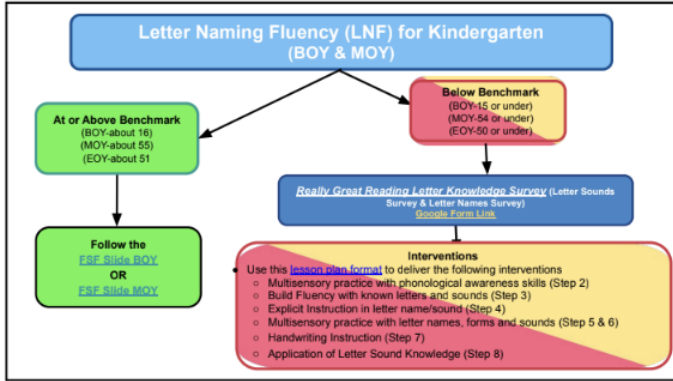 Letter Naming Fluency (LNF) for Kindergarten
(BOY & MOY)
At or Above Benchmark
(BOY-about 16)
(MOY-about 55)
(EOY-about 51
Below Benchmark
(BOY-15 or under)
(MOY-54 or under)
(EOY-50 or under)
Really Great Reading Letter Knowledge Survey (Letter Sounds
Survey & Letter Names Survey)
Google Form Link
Follow the
FSF Slide BOY
OR
FSF Slide MOY
Interventions
• Use this lesson plan format to deliver the following interventions
○ Multisensory practice with phonological awareness skills (Step 2)
○ Build Fluency with known letters and sounds (Step 3)
○ Explicit Instruction in letter name/sound (Step 4)
○ Multisensory practice with letter names, forms and sounds (Step 5 & 6)
○ Handwriting Instruction (Step 7)
○ Application of Letter Sound Knowledge (Step 8)